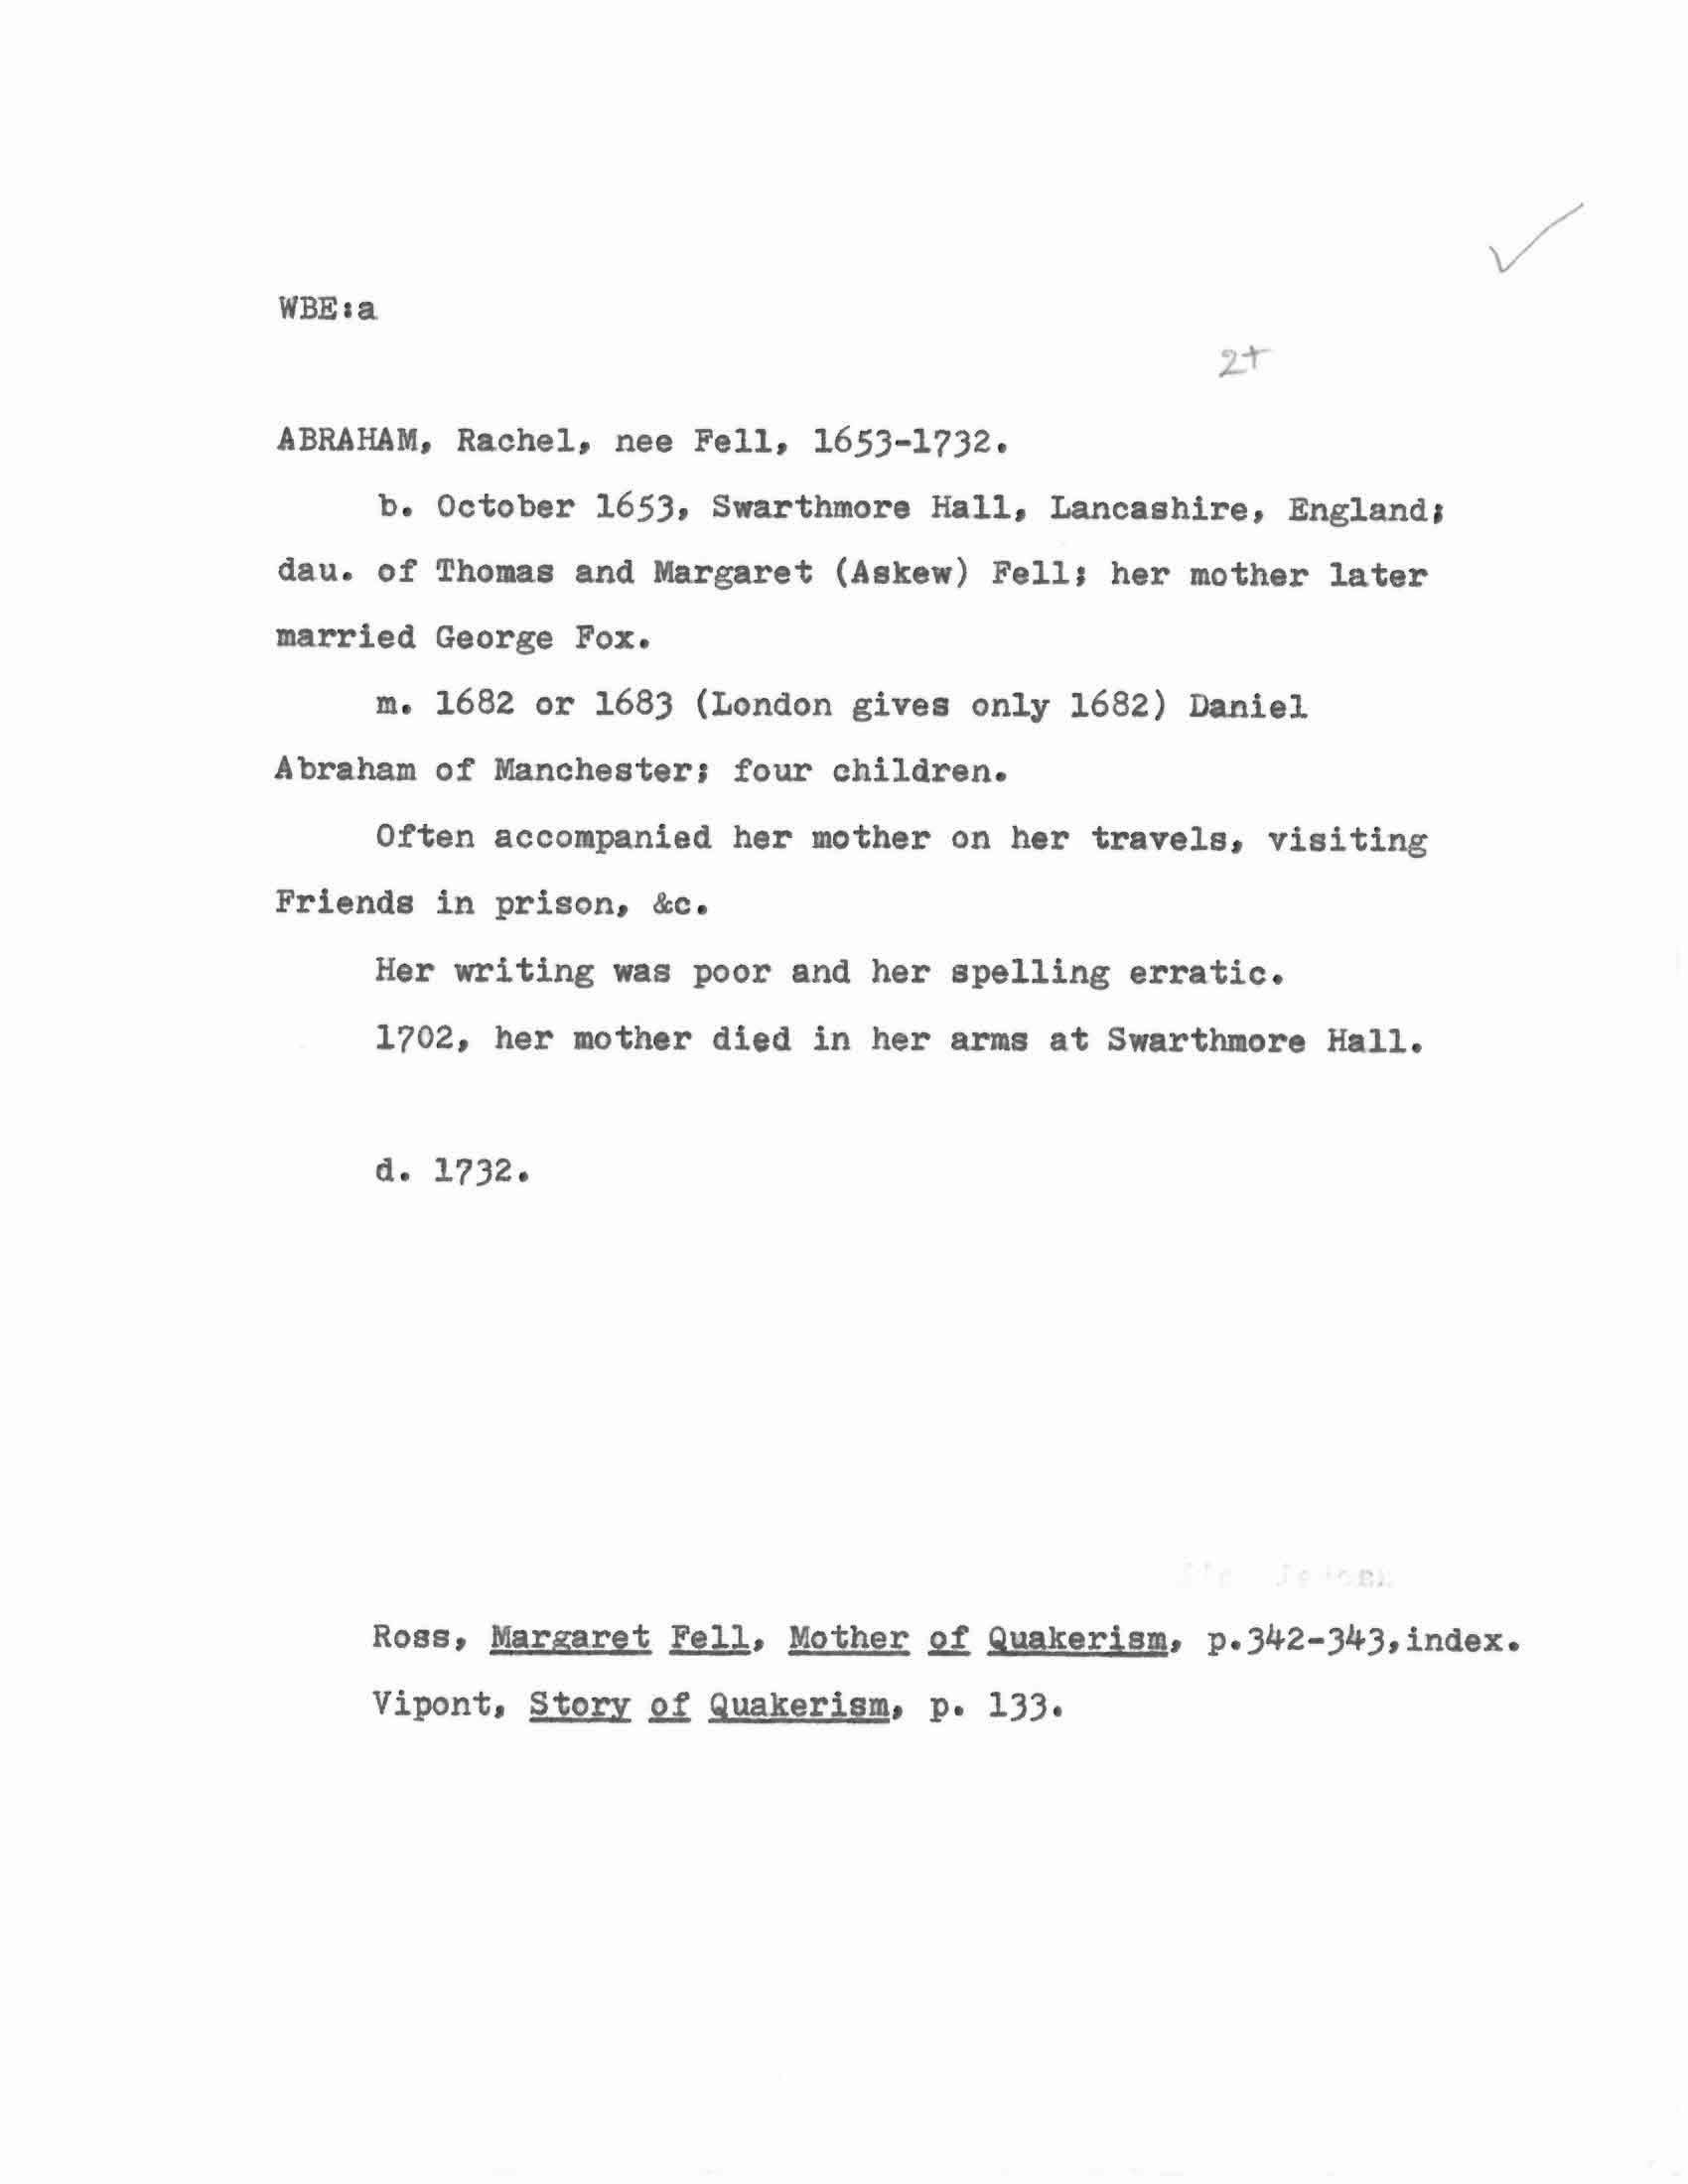 WBE:a
2+
ABRAHAM, Rachel, nee Fell, 1653-1732.
b. October 1653, Swarthmore Hall, Lancashire, England;
dau. of Thomas and Margaret (Askew) Fell; her mother later
married George Fox.
m. 1682 or 1683 (London gives only 1682) Daniel
Abraham of Manchester; four children.
Often accompanied her mother on her travels, visiting
Friends in prison, &c.
Her writing was poor and her spelling erratic.
1702, her mother died in her arms at Swarthmore Hall.
d. 1732.
Ross, Margaret Fell, Mother of Quakerism, p.342-343,index.
Vipont, Story of Quakerism, p. 133.